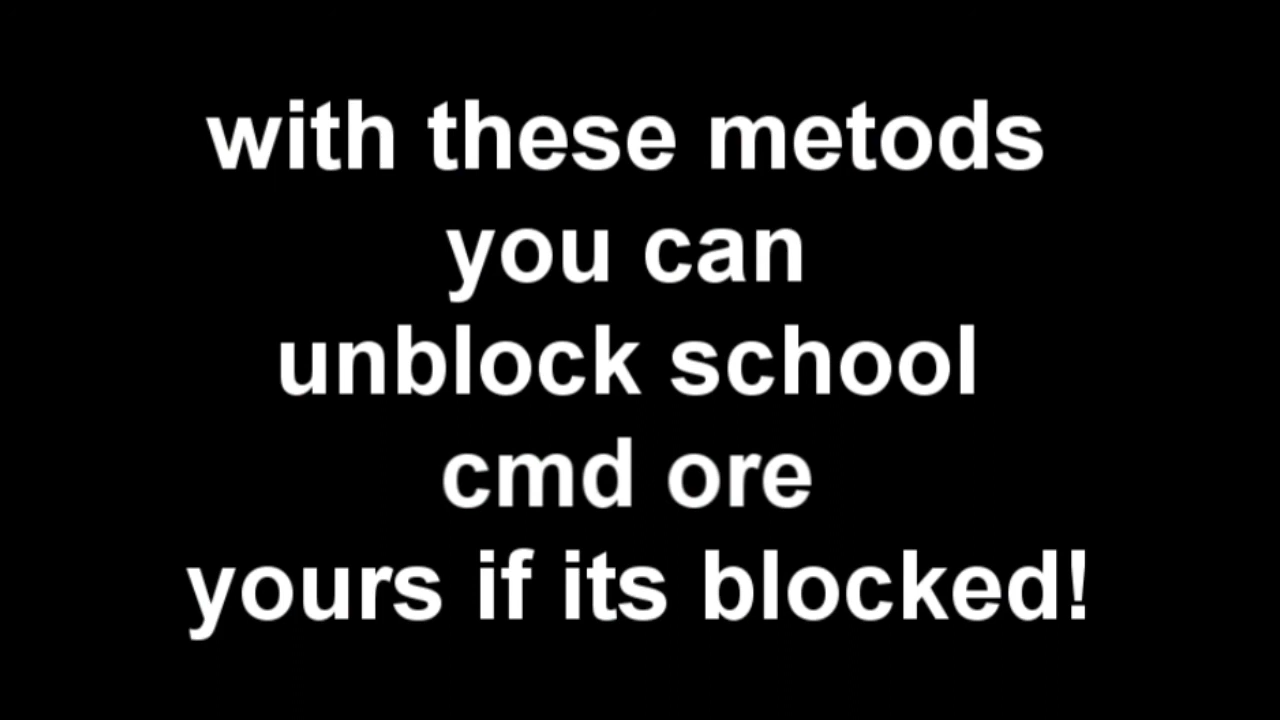 with these metods
you can
unblock school
cmd ore
yours if its blocked!